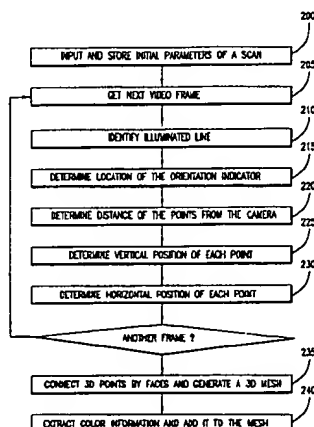 200
INPUT AND STORE INITIAL PARAMETERS OF A SCAN
205
GET NEXT VIDEO FRAME
210
IDENTIFY ILLUMINATED LINE
215
DETERMINE LOCATION OF THE ORIENTATION INDICATOR
220
DETERMINE DISTANCE OF THE POINTS FROM THE CAMERA
225
DETERMINE VERTICAL POSITION OF EACH POINT
230
DETERMINE HORIZONTAL POSITION OF EACH POINT
ANOTHER FRAME ?
235
CONNECT 3D POINTS BY FACES AND GENERATE A 3D MESH
240
EXTRACT COLOR INFORMATION AND ADD IT TO THE MESH